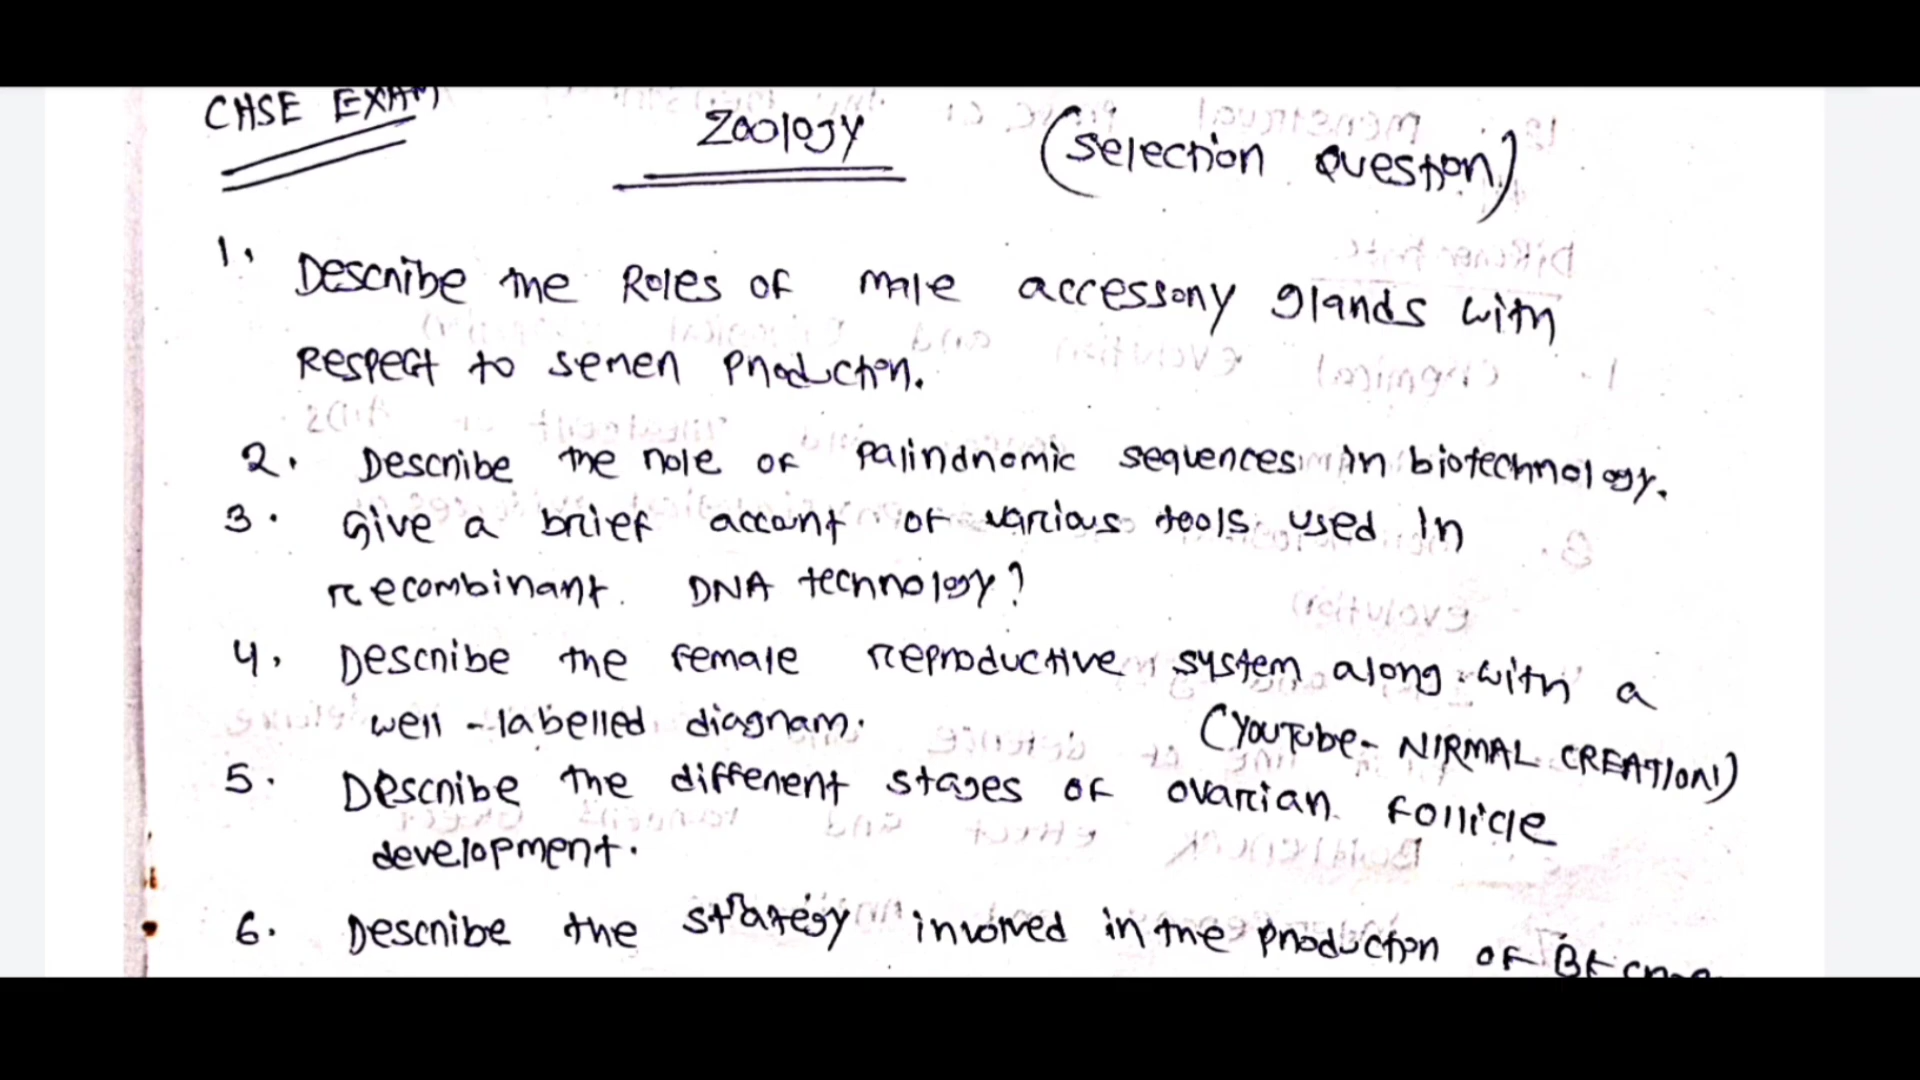 CHSE EXAM
Zoology
(selection question)
1. Describe the Roles of male accessory glands with
Respect to semen production.
2. Describe the role of palindromic sequences in biotechnology.
3. Give a brief account of various tools used in
recombinant DNA technology?
4. Describe the female reproductive system along with a
well-labelled diagram.
(YOUTUBE- NIRMAL CREATION)
5. Describe the different stages of ovarian follicle
development.
6. Describe the strategy involved in the production of Bt